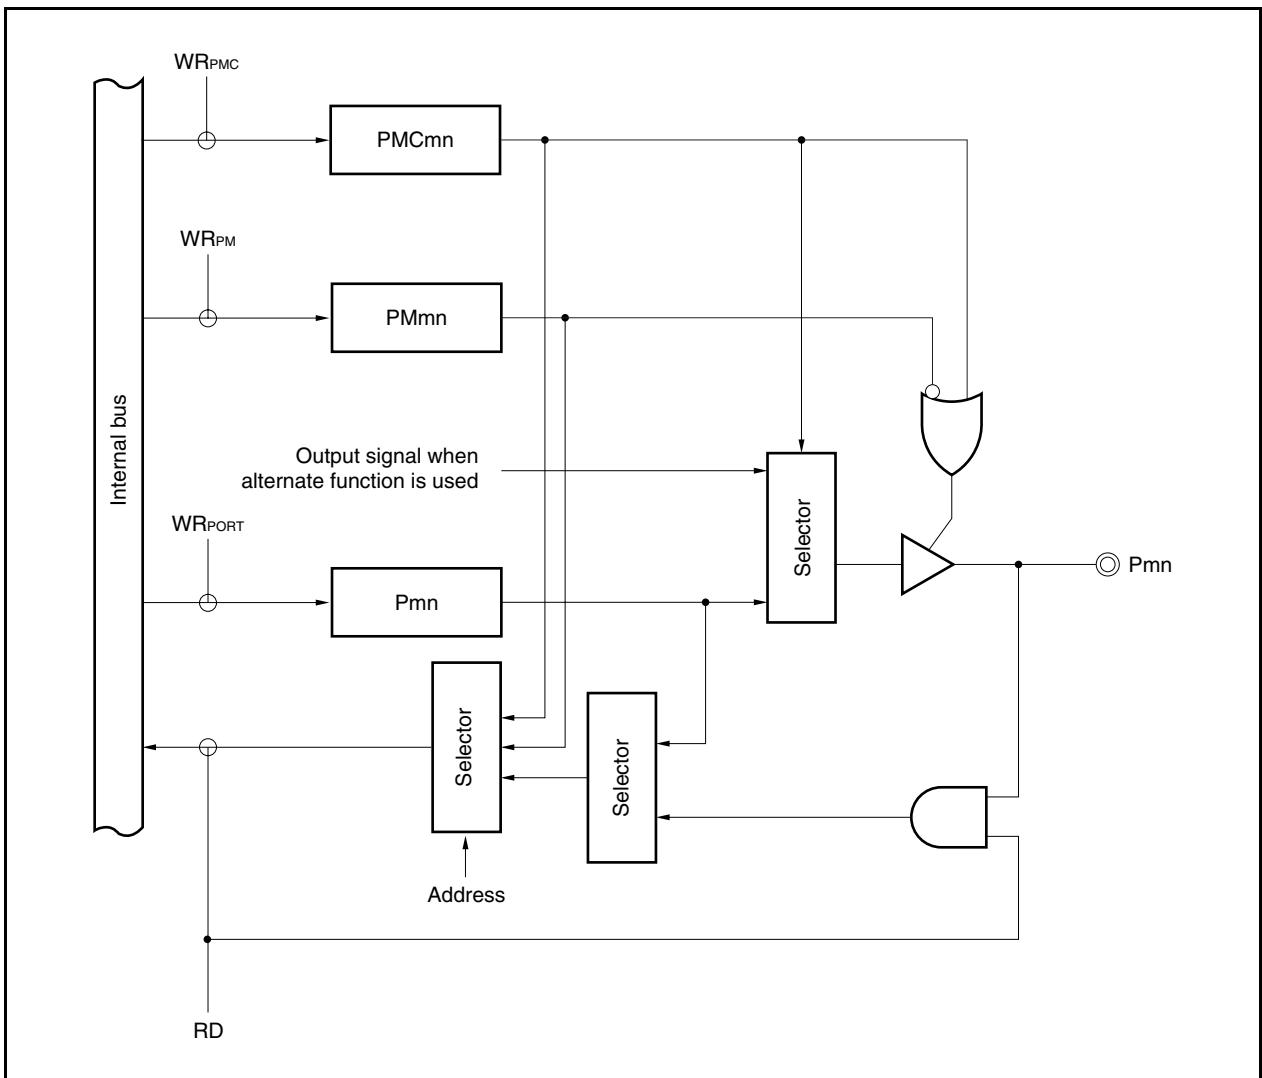 WRPMC
PMCmn
WRPM
PMmn
Internal bus
Output signal when
alternate function is used
Selector
WRPORT
Pmn
Pmn
Selector
Selector
Address
RD